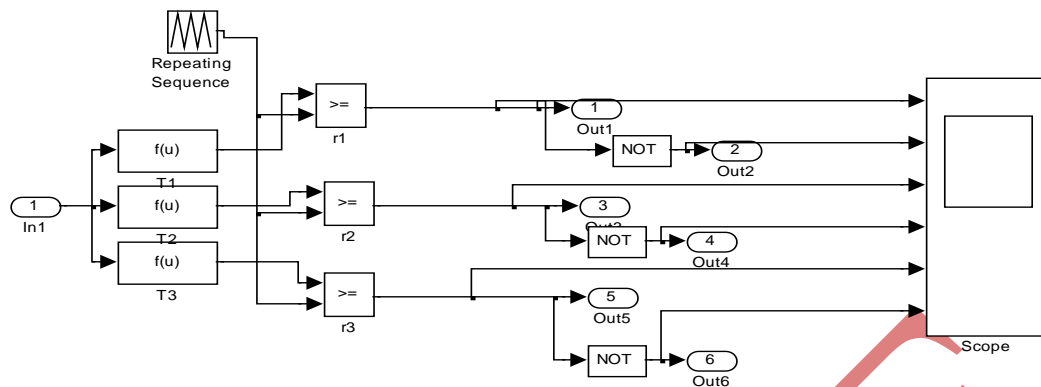 Repeating
Sequence
>=
r1
1
Out1
NOT
2
Out2
f(u)
T1
1
In1
f(u)
T2
>=
r2
3
Out3
NOT
4
Out4
f(u)
T3
>=
r3
5
Out5
NOT
6
Out6
Scope